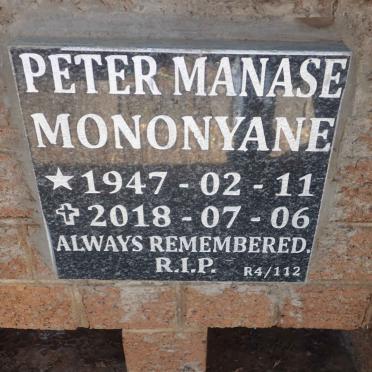 PETER MANASE
MONONYANE
★ 1947 - 02 - 11
✞ 2018 - 07 - 06
ALWAYS REMEMBERED.
R.I.P. R4/112